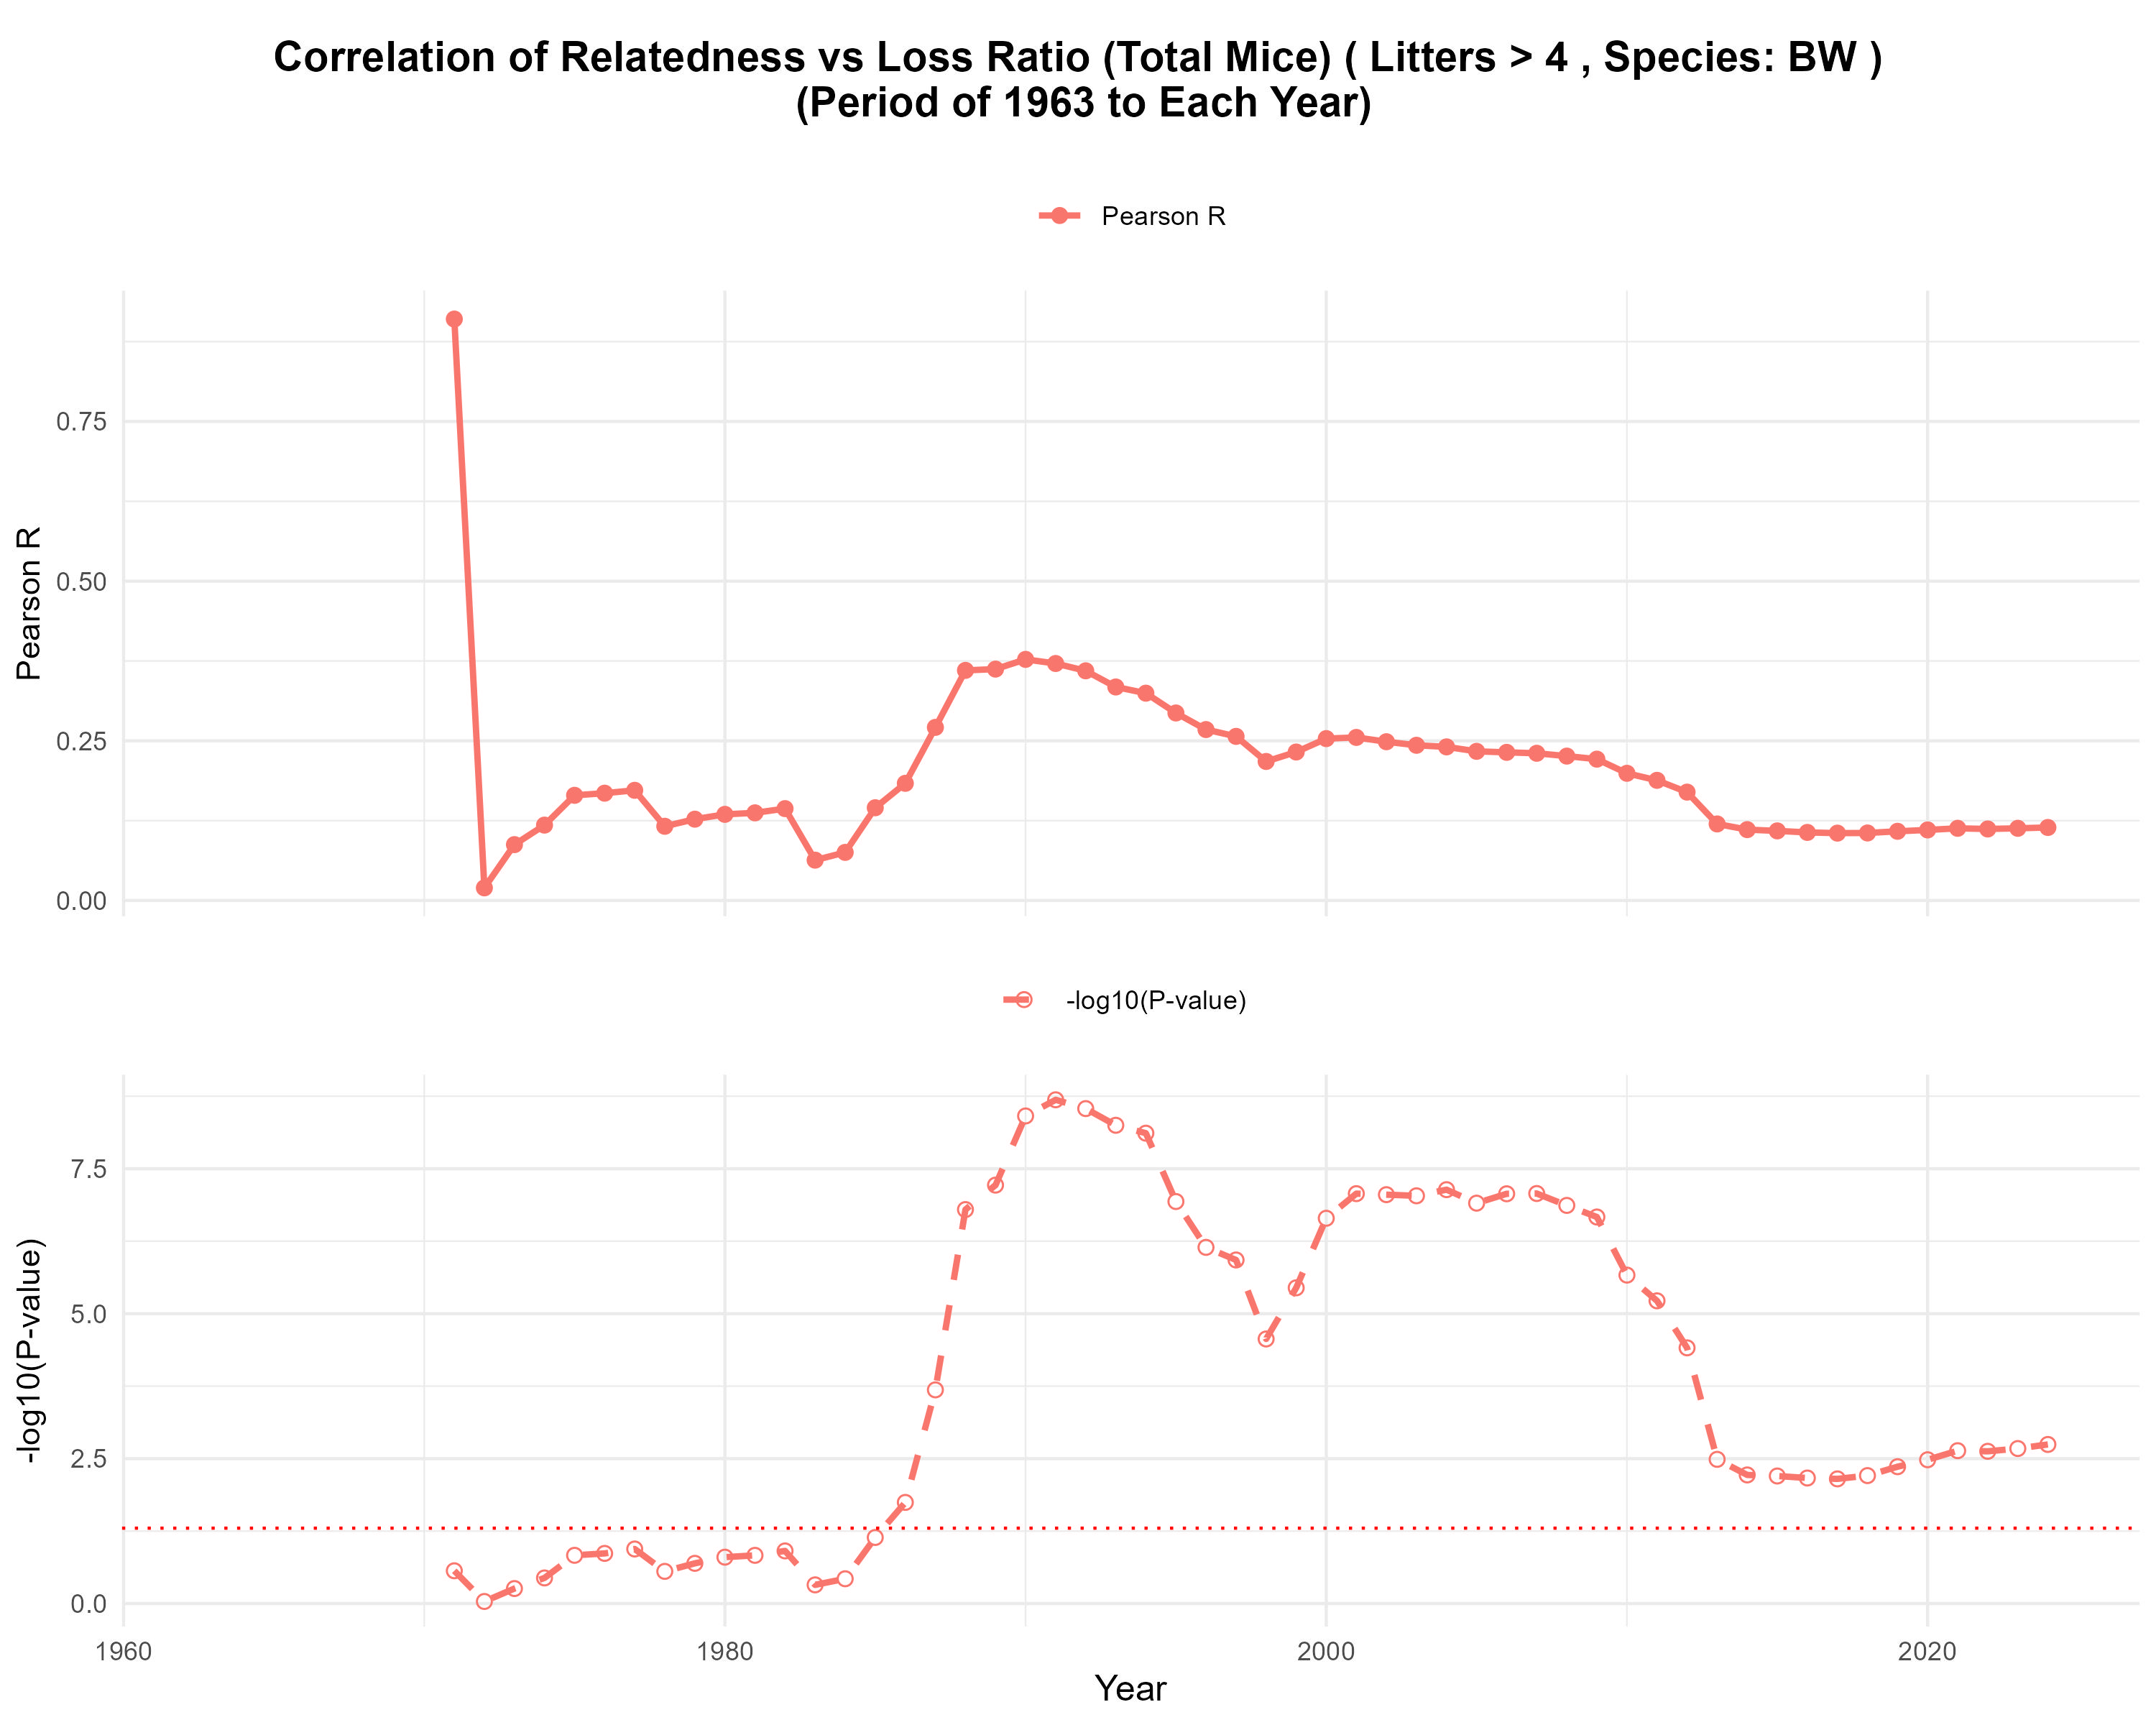 Correlation of Relatedness vs Loss Ratio (Total Mice) ( Litters > 4 , Species: BW )
(Period of 1963 to Each Year)
Pearson R
Pearson R
0.75
0.50
0.25
0.00
-log10(P-value)
-log10(P-value)
7.5
5.0
2.5
0.0
1960
1980
2000
2020
Year